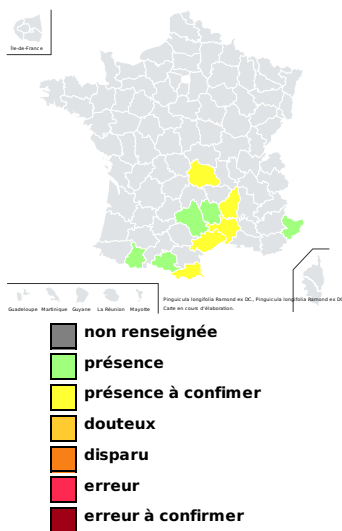 Île-de-France
Guadeloupe Martinique Guyane La Réunion Mayotte
Pinguicula longifolia Ramond ex DC., Pinguicula longifolia Ramond ex DC
Carte en cours d'élaboration.
non renseignée
présence
présence à confimer
douteux
disparu
erreur
erreur à confirmer